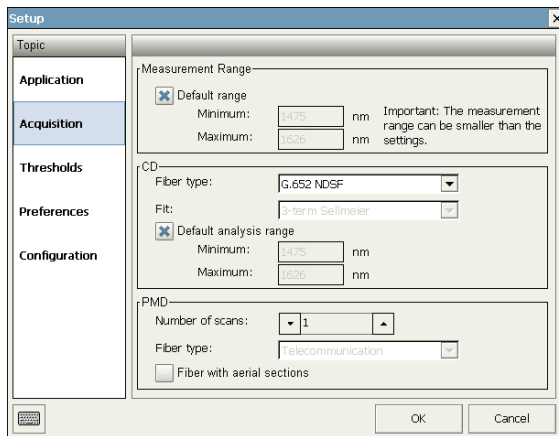 Setup
Topic
Application
Acquisition
Thresholds
Preferences
Configuration
Measurement Range
Default range
Minimum: 1475 nm
Maximum: 1626 nm
Important: The measurement
range can be smaller than the
settings.
CD
Fiber type: G.652 NDSF
Fit: 3-term Sellmeier
Default analysis range
Minimum: 1475 nm
Maximum: 1626 nm
PMD
Number of scans: 1
Fiber type: Telecommunication
Fiber with aerial sections
OK Cancel